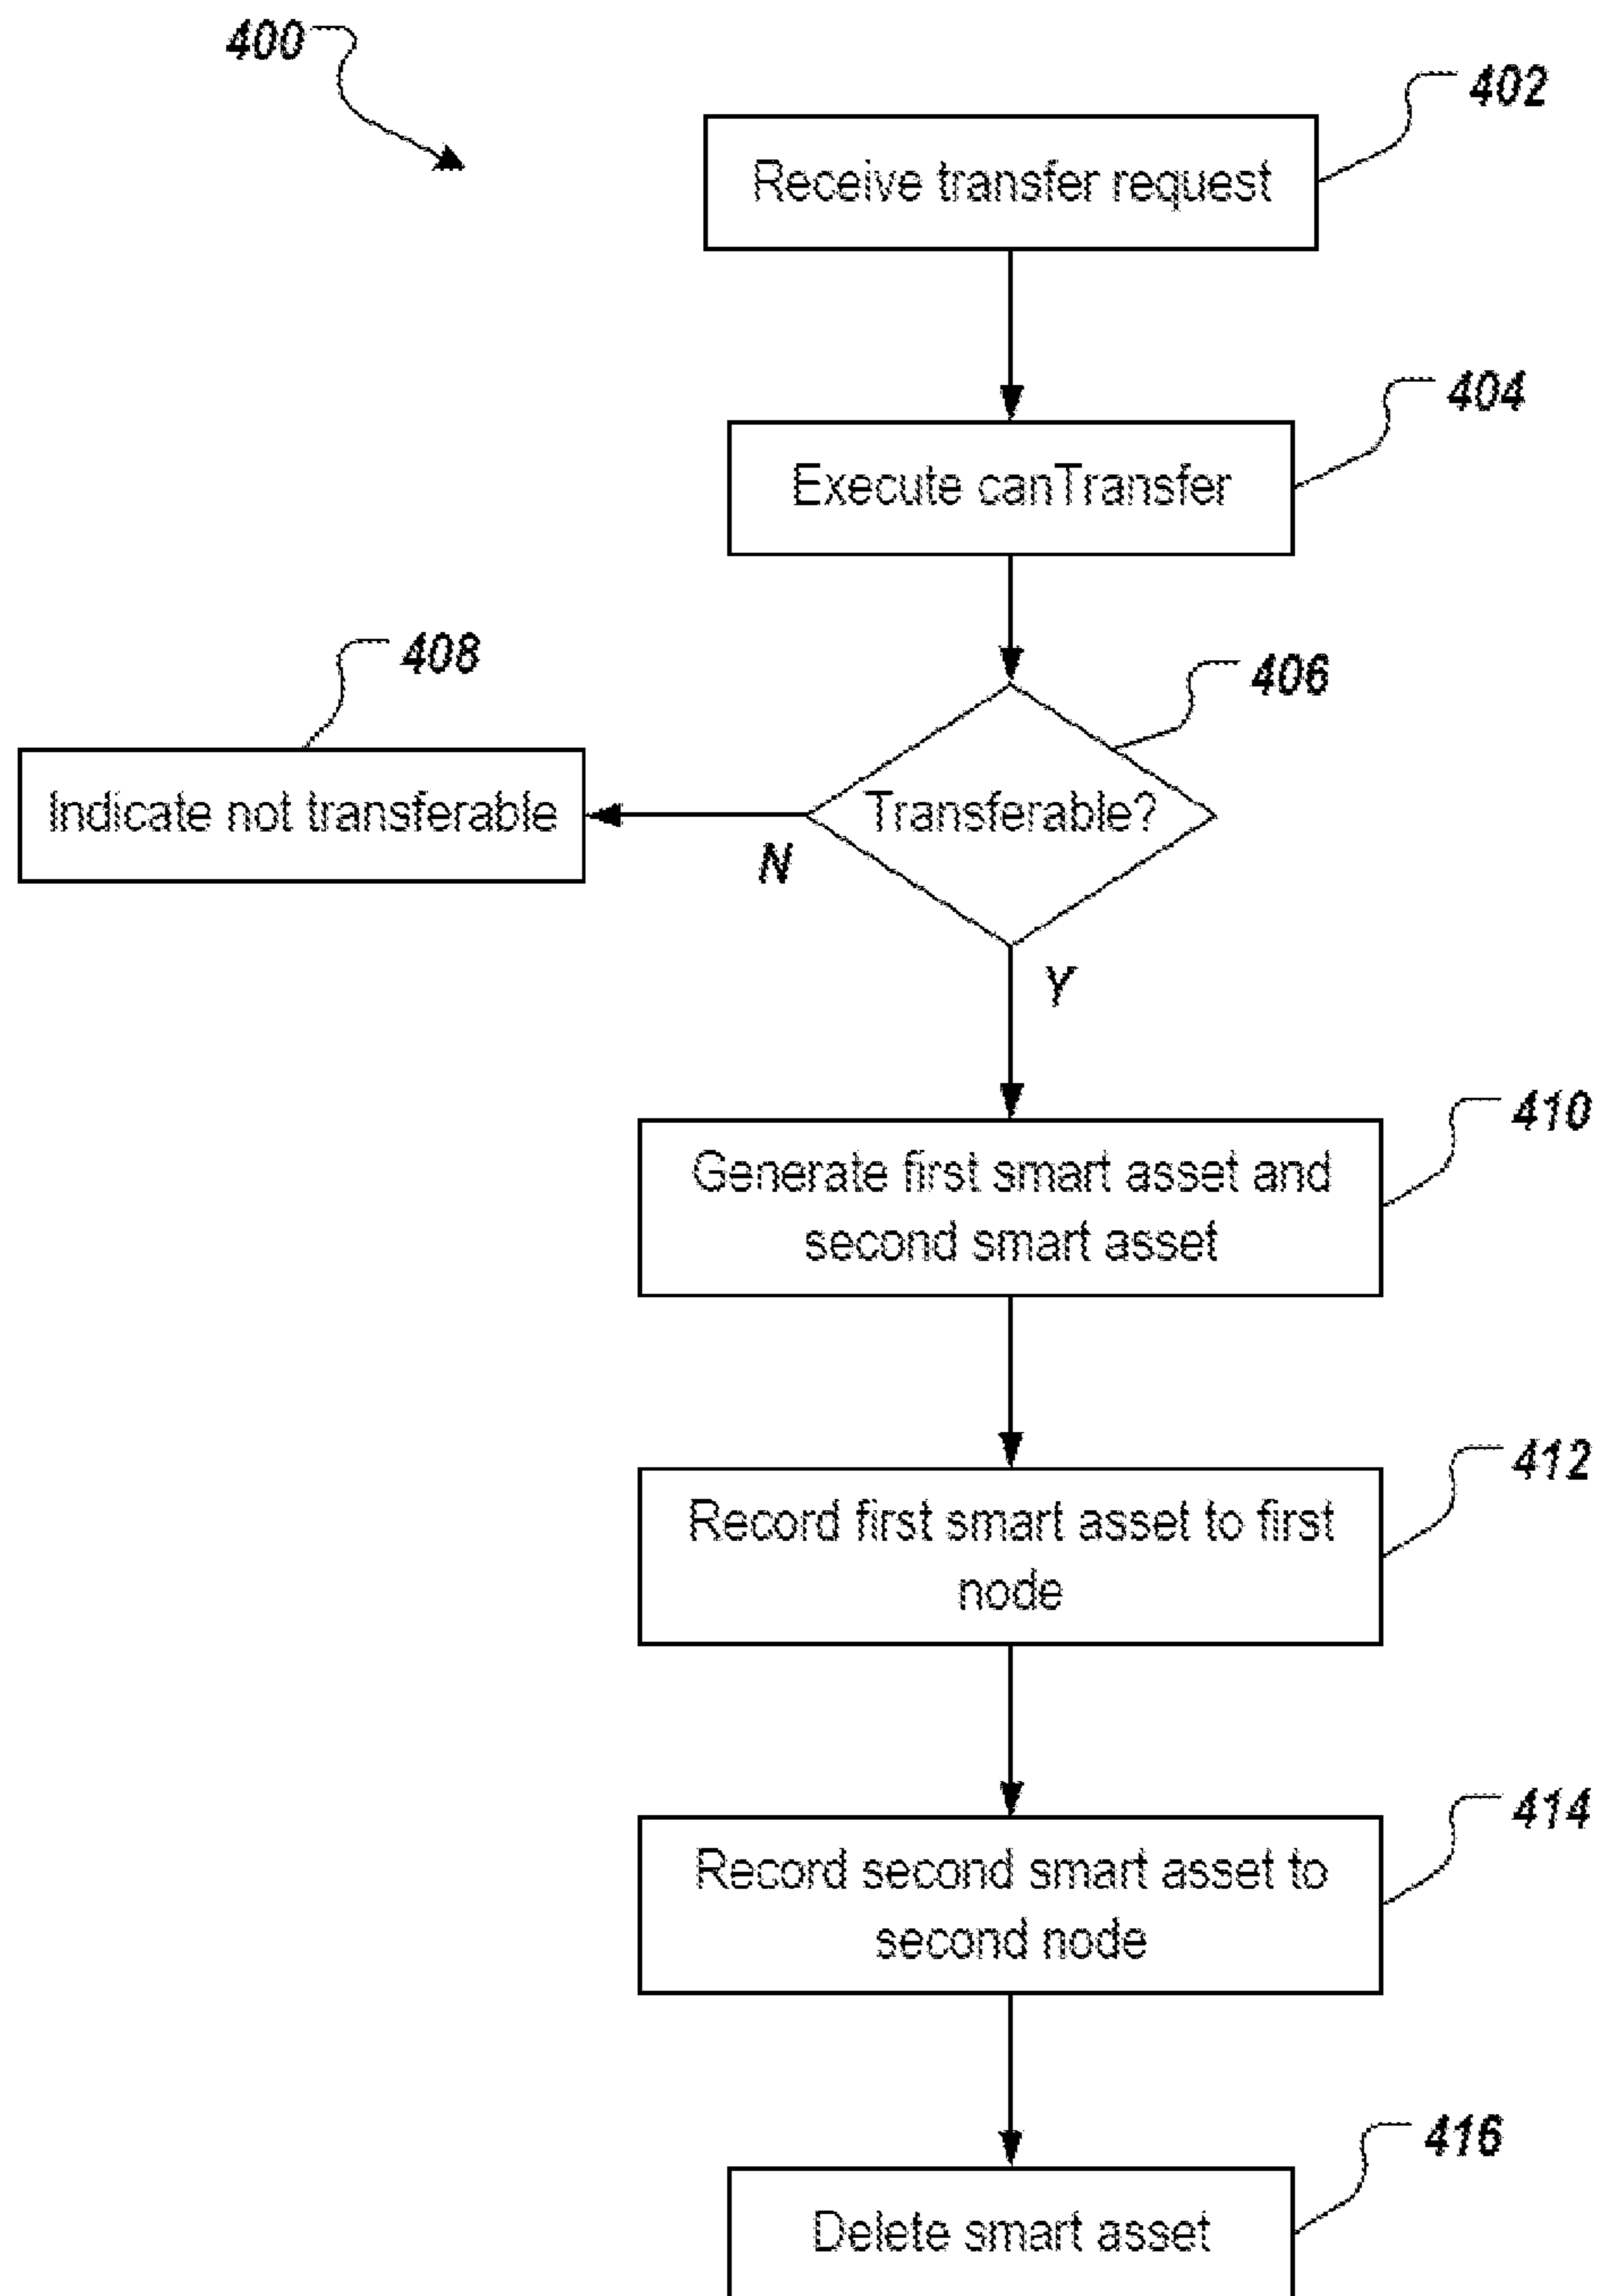 400
402
Receive transfer request
404
Execute canTransfer
408
406
Indicate not transferable
Transferable?
N
Y
410
Generate first smart asset and
second smart asset
412
Record first smart asset to first
node
414
Record second smart asset to
second node
416
Delete smart asset